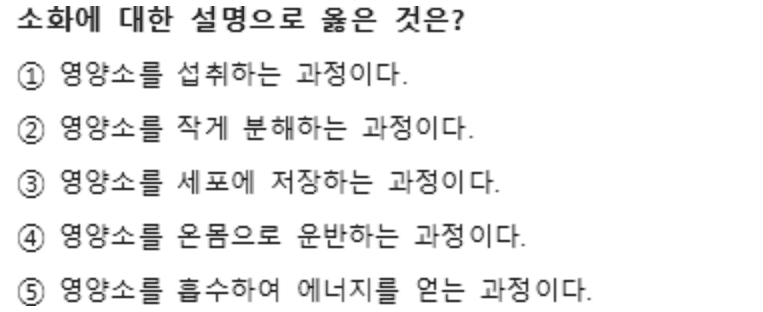 소화에 대한 설명으로 옳은 것은?
① 영양소를 섭취하는 과정이다.
② 영양소를 작게 분해하는 과정이다.
③ 영양소를 세포에 저장하는 과정이다.
④ 영양소를 온몸으로 운반하는 과정이다.
⑤ 영양소를 흡수하여 에너지를 얻는 과정이다.